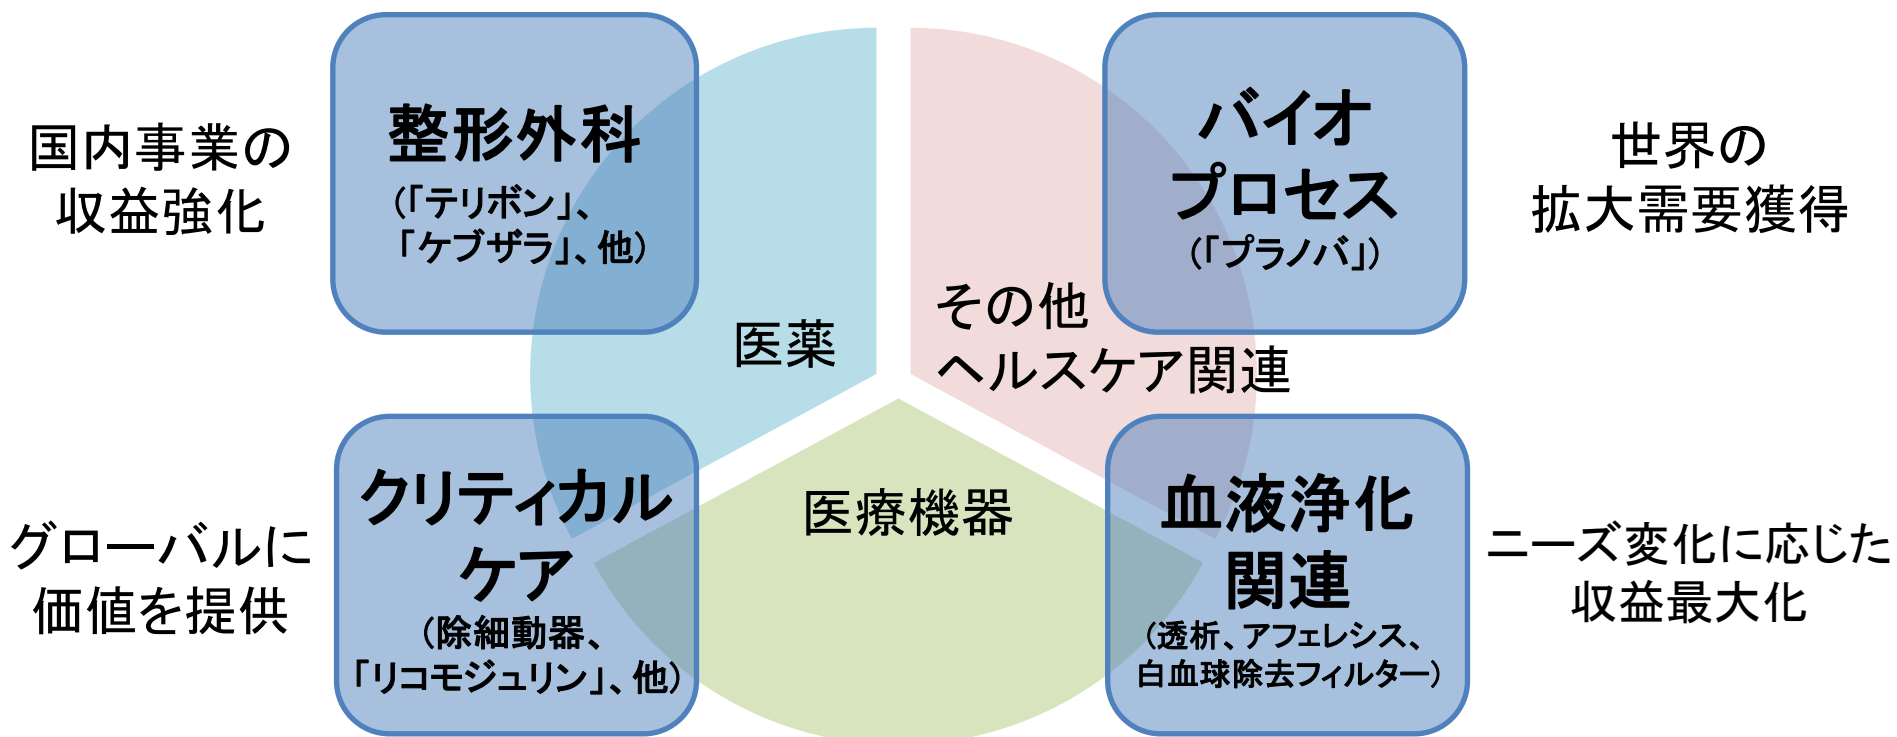 国内事業の
収益強化
整形外科
（「テリボン」、
「ケブザラ」、他）
バイオ
プロセス
（「プラノバ」）
世界の
拡大需要獲得
医薬
その他
ヘルスケア関連
医療機器
グローバルに
価値を提供
クリティカル
ケア
（除細動器、
「リコモジュリン」、他）
血液浄化
関連
（透析、アフェレシス、
白血球除去フィルター）
ニーズ変化に応じた
収益最大化